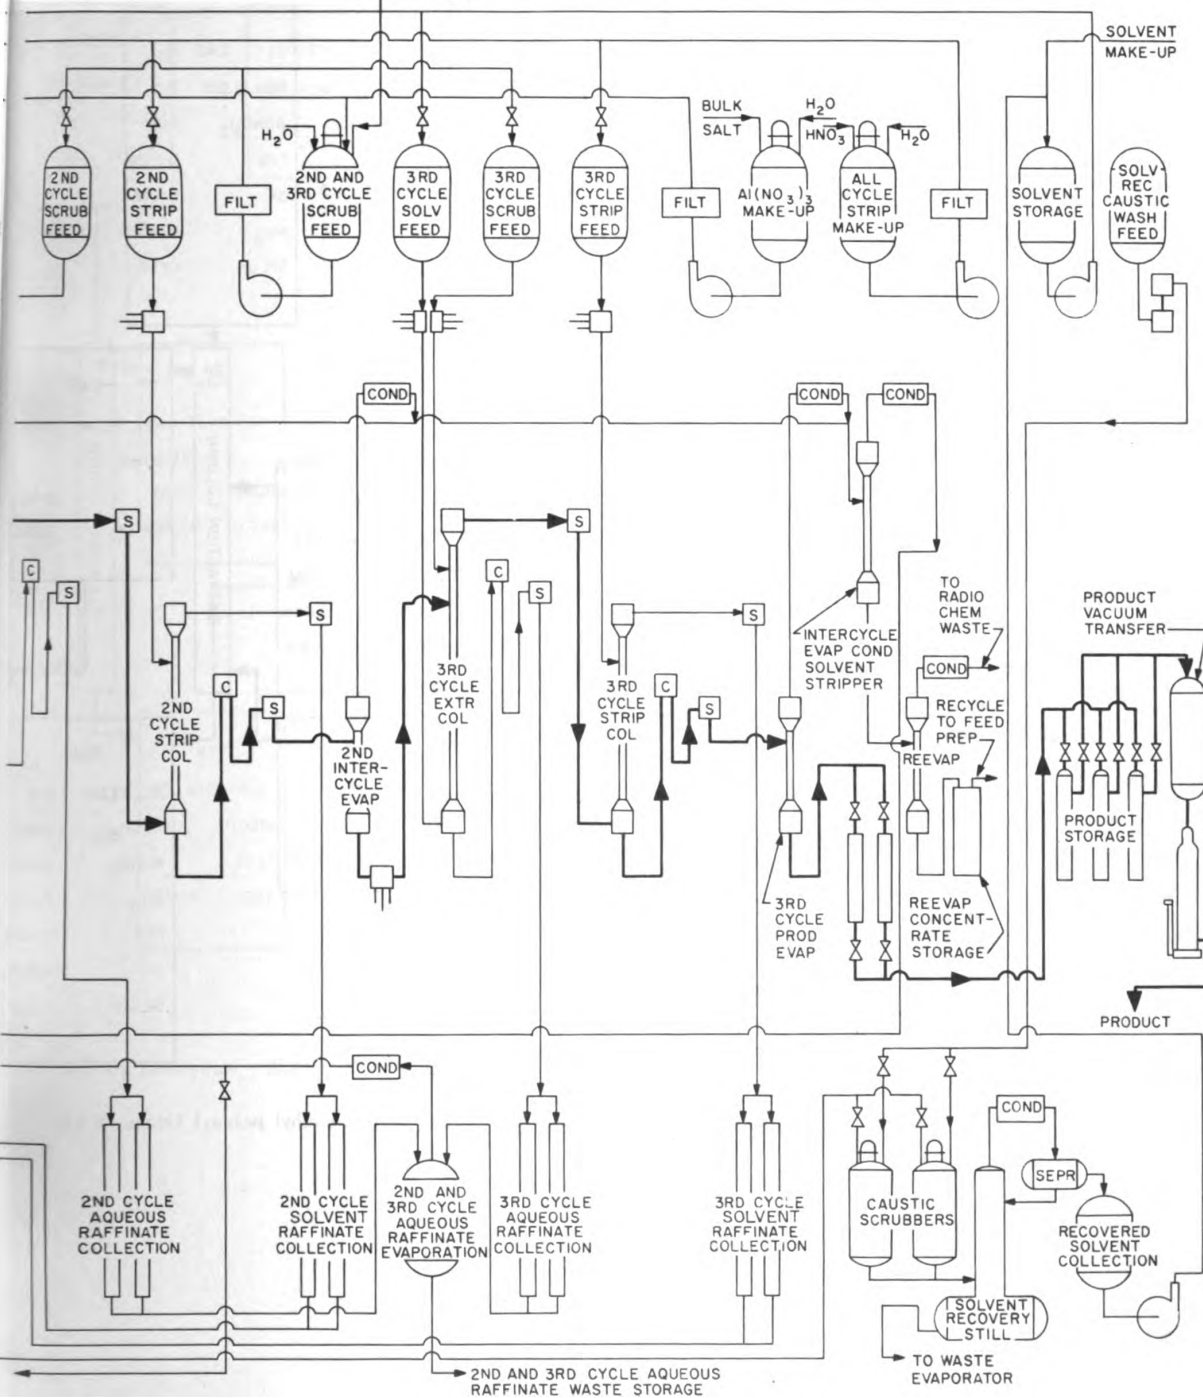 SOLVENT
MAKE-UP
BULK
SALT
H2O
HNO3
H2O
H2O
2ND
CYCLE
SCRUB
FEED
2ND
CYCLE
STRIP
FEED
FILT
2ND AND
3RD CYCLE
SCRUB
FEED
3RD
CYCLE
SOLV
FEED
3RD
CYCLE
SCRUB
FEED
3RD
CYCLE
STRIP
FEED
FILT
Al(NO3)3
MAKE-UP
ALL
CYCLE
STRIP
MAKE-UP
FILT
SOLVENT
STORAGE
SOLV-
REC
CAUSTIC
WASH
FEED
COND
COND
COND
S
S
C
S
C
S
S
S
C
S
C
S
2ND
CYCLE
STRIP
COL
2ND
INTER-
CYCLE
EVAP
3RD
CYCLE
EXTR
COL
3RD
CYCLE
STRIP
COL
INTERCYCLE
EVAP COND
SOLVENT
STRIPPER
TO
RADIO
CHEM
WASTE
COND
RECYCLE
TO FEED
PREP
REEVAP
PRODUCT
VACUUM
TRANSFER
PRODUCT
STORAGE
3RD
CYCLE
PROD
EVAP
REEVAP
CONCENT-
RATE
STORAGE
PRODUCT
COND
2ND CYCLE
AQUEOUS
RAFFINATE
COLLECTION
2ND CYCLE
SOLVENT
RAFFINATE
COLLECTION
2ND AND
3RD CYCLE
AQUEOUS
RAFFINATE
EVAPORATION
3RD CYCLE
AQUEOUS
RAFFINATE
COLLECTION
3RD CYCLE
SOLVENT
RAFFINATE
COLLECTION
CAUSTIC
SCRUBBERS
COND
SEPR
RECOVERED
SOLVENT
COLLECTION
SOLVENT
RECOVERY
STILL
TO WASTE
EVAPORATOR
2ND AND 3RD CYCLE AQUEOUS
RAFFINATE WASTE STORAGE